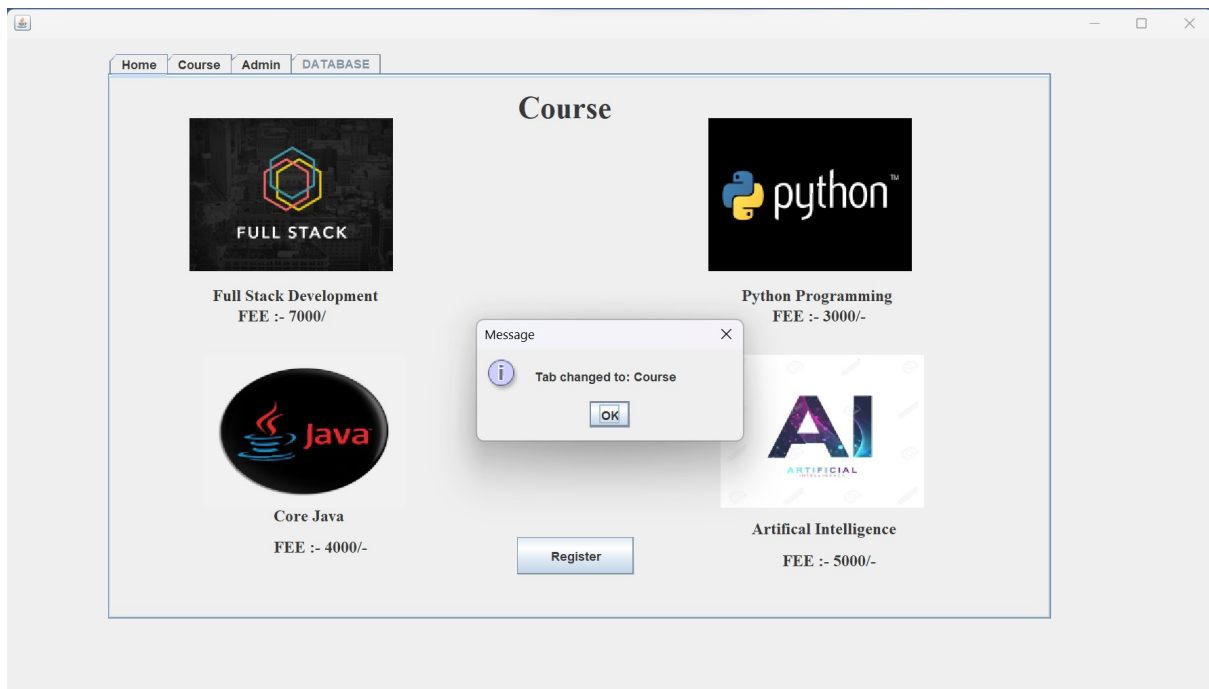 Home Course Admin DATABASE
Course
FULL STACK
python™
Full Stack Development
FEE :- 7000/
Python Programming
FEE :- 3000/-
Message
Tab changed to: Course
OK
Java
AI
ARTIFICIAL
INTELLIGENCE
Core Java
FEE :- 4000/-
Register
Artifical Intelligence
FEE :- 5000/-